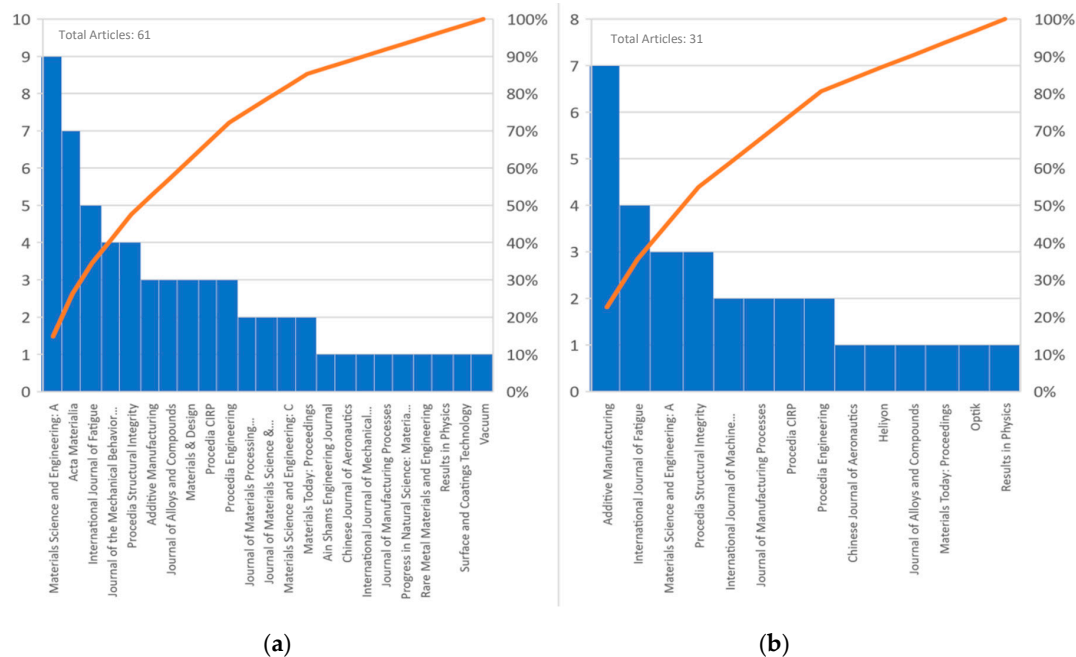 Total Articles: 61
10
9
8
7
6
5
4
3
2
1
0
100%
90%
80%
70%
60%
50%
40%
30%
20%
10%
0%
Materials Science and Engineering: A
Acta Materialia
International Journal of Fatigue
Journal of the Mechanical Behavior…
Procedia Structural Integrity
Additive Manufacturing
Journal of Alloys and Compounds
Materials & Design
Procedia CIRP
Procedia Engineering
Journal of Materials Processing…
Journal of Materials Science &…
Materials Science and Engineering: C
Materials Today: Proceedings
Ain Shams Engineering Journal
Chinese Journal of Aeronautics
International Journal of Mechanical…
Journal of Manufacturing Processes
Progress in Natural Science: Materia…
Rare Metal Materials and Engineering
Results in Physics
Surface and Coatings Technology
Vacuum
(a)
Total Articles: 31
8
7
6
5
4
3
2
1
0
100%
90%
80%
70%
60%
50%
40%
30%
20%
10%
0%
Additive Manufacturing
International Journal of Fatigue
Materials Science and Engineering: A
Procedia Structural Integrity
International Journal of Machine…
Journal of Manufacturing Processes
Procedia CIRP
Procedia Engineering
Chinese Journal of Aeronautics
Heliyon
Journal of Alloys and Compounds
Materials Today: Proceedings
Optik
Results in Physics
(b)